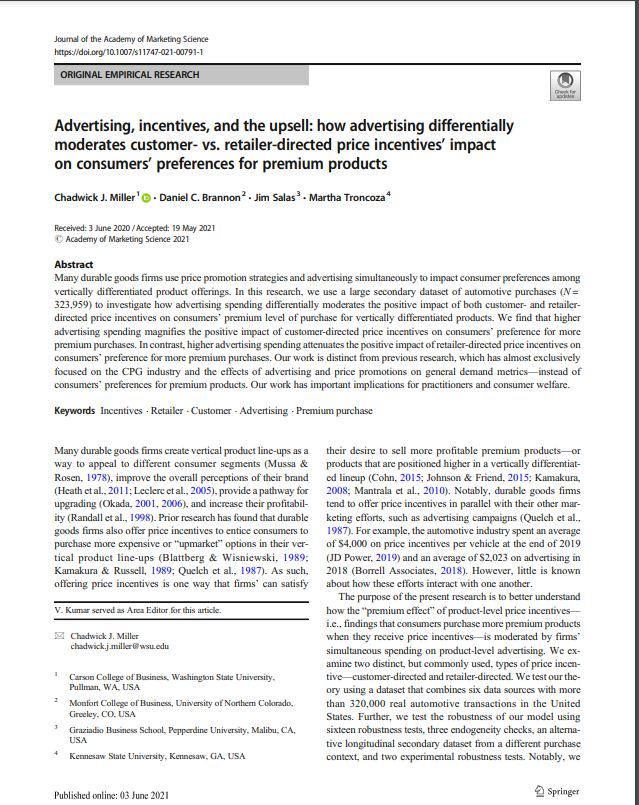 Journal of the Academy of Marketing Science
https://doi.org/10.1007/s11747-021-00791-1
ORIGINAL EMPIRICAL RESEARCH
Check for
updates
Advertising, incentives, and the upsell: how advertising differentially
moderates customer- vs. retailer-directed price incentives’ impact
on consumers’ preferences for premium products
Chadwick J. Miller1 · Daniel C. Brannon2 · Jim Salas3 · Martha Troncoza4
Received: 3 June 2020 / Accepted: 19 May 2021
© Academy of Marketing Science 2021
Abstract
Many durable goods firms use price promotion strategies and advertising simultaneously to impact consumer preferences among
vertically differentiated product offerings. In this research, we use a large secondary dataset of automotive purchases (N =
323,959) to investigate how advertising spending differentially moderates the positive impact of both customer- and retailer-
directed price incentives on consumers’ premium level of purchase for vertically differentiated products. We find that higher
advertising spending magnifies the positive impact of customer-directed price incentives on consumers’ preference for more
premium purchases. In contrast, higher advertising spending attenuates the positive impact of retailer-directed price incentives on
consumers’ preference for more premium purchases. Our work is distinct from previous research, which has almost exclusively
focused on the CPG industry and the effects of advertising and price promotions on general demand metrics—instead of
consumers’ preferences for premium products. Our work has important implications for practitioners and consumer welfare.
Keywords Incentives · Retailer · Customer · Advertising · Premium purchase
Many durable goods firms create vertical product line-ups as a
way to appeal to different consumer segments (Mussa &
Rosen, 1978), improve the overall perceptions of their brand
(Heath et al., 2011; Leclerc et al., 2005), provide a pathway for
upgrading (Okada, 2001, 2006), and increase their profitabil-
ity (Randall et al., 1998). Prior research has found that durable
goods firms also offer price incentives to entice consumers to
purchase more expensive or “upmarket” options in their ver-
tical product line-ups (Blattberg & Wisniewski, 1989;
Kamakura & Russell, 1989; Quelch et al., 1987). As such,
offering price incentives is one way that firms’ can satisfy
V. Kumar served as Area Editor for this article.
Chadwick J. Miller
chadwick.j.miller@wsu.edu
1 Carson College of Business, Washington State University,
Pullman, WA, USA
2 Monfort College of Business, University of Northern Colorado,
Greeley, CO, USA
3 Graziadio Business School, Pepperdine University, Malibu, CA,
USA
4 Kennesaw State University, Kennesaw, GA, USA
their desire to sell more profitable premium products—or
products that are positioned higher in a vertically differentiat-
ed lineup (Cohn, 2015; Johnson & Friend, 2015; Kamakura,
2008; Mantrala et al., 2010). Notably, durable goods firms
tend to offer price incentives in parallel with their other mar-
keting efforts, such as advertising campaigns (Quelch et al.,
1987). For example, the automotive industry spent an average
of $4,000 on price incentives per vehicle at the end of 2019
(JD Power, 2019) and an average of $2,023 on advertising in
2018 (Borrell Associates, 2018). However, little is known
about how these efforts interact with one another.
The purpose of the present research is to better understand
how the “premium effect” of product-level price incentives—
i.e., findings that consumers purchase more premium products
when they receive price incentives—is moderated by firms’
simultaneous spending on product-level advertising. We ex-
amine two distinct, but commonly used, types of price incen-
tive—customer-directed and retailer-directed. We test our the-
ory using a dataset that combines six data sources with more
than 320,000 real automotive transactions in the United
States. Further, we test the robustness of our model using
sixteen robustness tests, three endogeneity checks, an alterna-
tive longitudinal secondary dataset from a different purchase
context, and two experimental robustness tests. Notably, we
Published online: 03 June 2021
Springer